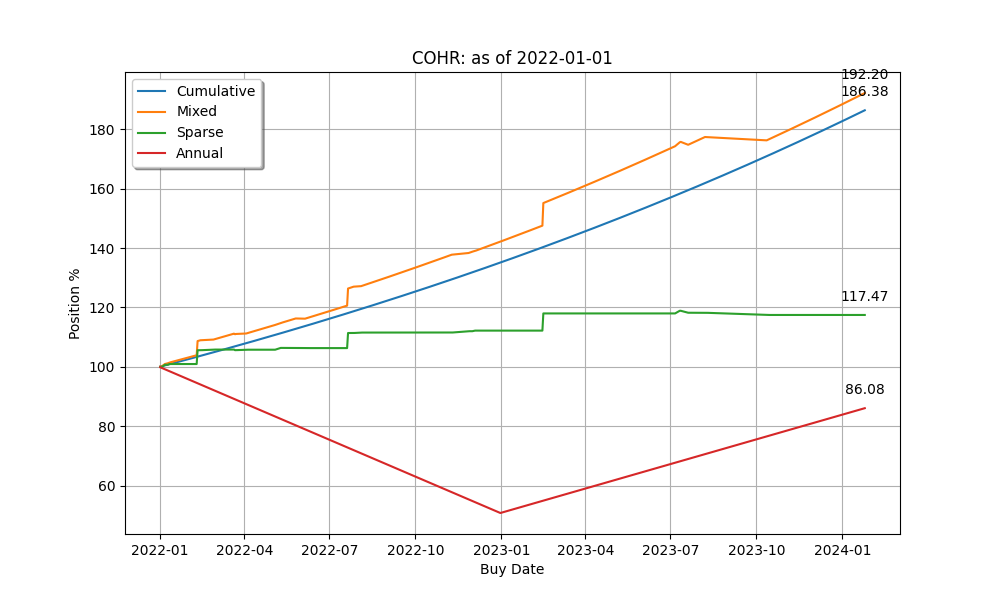 COHR: as of 2022-01-01
192.20
186.38
Cumulative
Mixed
Sparse
Annual
180
160
140
120
100
80
60
117.47
86.08
Position %
2022-01 2022-04 2022-07 2022-10 2023-01 2023-04 2023-07 2023-10 2024-01
Buy Date